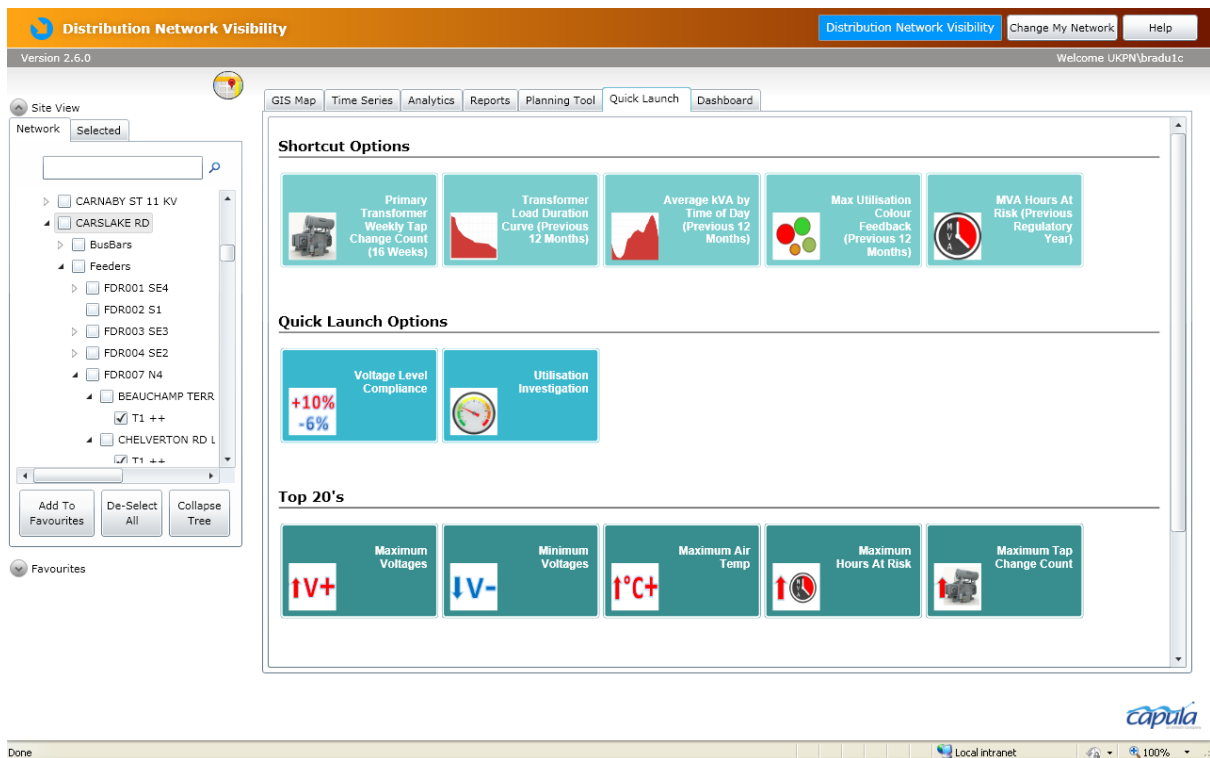 Distribution Network Visibility
Distribution Network Visibility
Change My Network
Help
Version 2.6.0
Welcome UKPN\bradu1c
Site View
Network
Selected
CARNABY ST 11 KV
CARSLAKE RD
BusBars
Feeders
FDR001 SE4
FDR002 S1
FDR003 SE3
FDR004 SE2
FDR007 N4
BEAUCHAMP TERR
T1 ++
CHELVERTON RD L
T1 ++
Add To
Favourites
De-Select
All
Collapse
Tree
Favourites
GIS Map
Time Series
Analytics
Reports
Planning Tool
Quick Launch
Dashboard
Shortcut Options
Primary
Transformer
Weekly Tap
Change Count
(16 Weeks)
Transformer
Load Duration
Curve (Previous
12 Months)
Average kVA by
Time of Day
(Previous 12
Months)
Max Utilisation
Colour
Feedback
(Previous 12
Months)
MVA
MVA Hours At
Risk (Previous
Regulatory
Year)
Quick Launch Options
+10%
-6%
Voltage Level
Compliance
Utilisation
Investigation
Top 20's
V+
Maximum
Voltages
V-
Minimum
Voltages
°C+
Maximum Air
Temp
Maximum
Hours At Risk
Maximum Tap
Change Count
capula
Done
Local intranet
100%